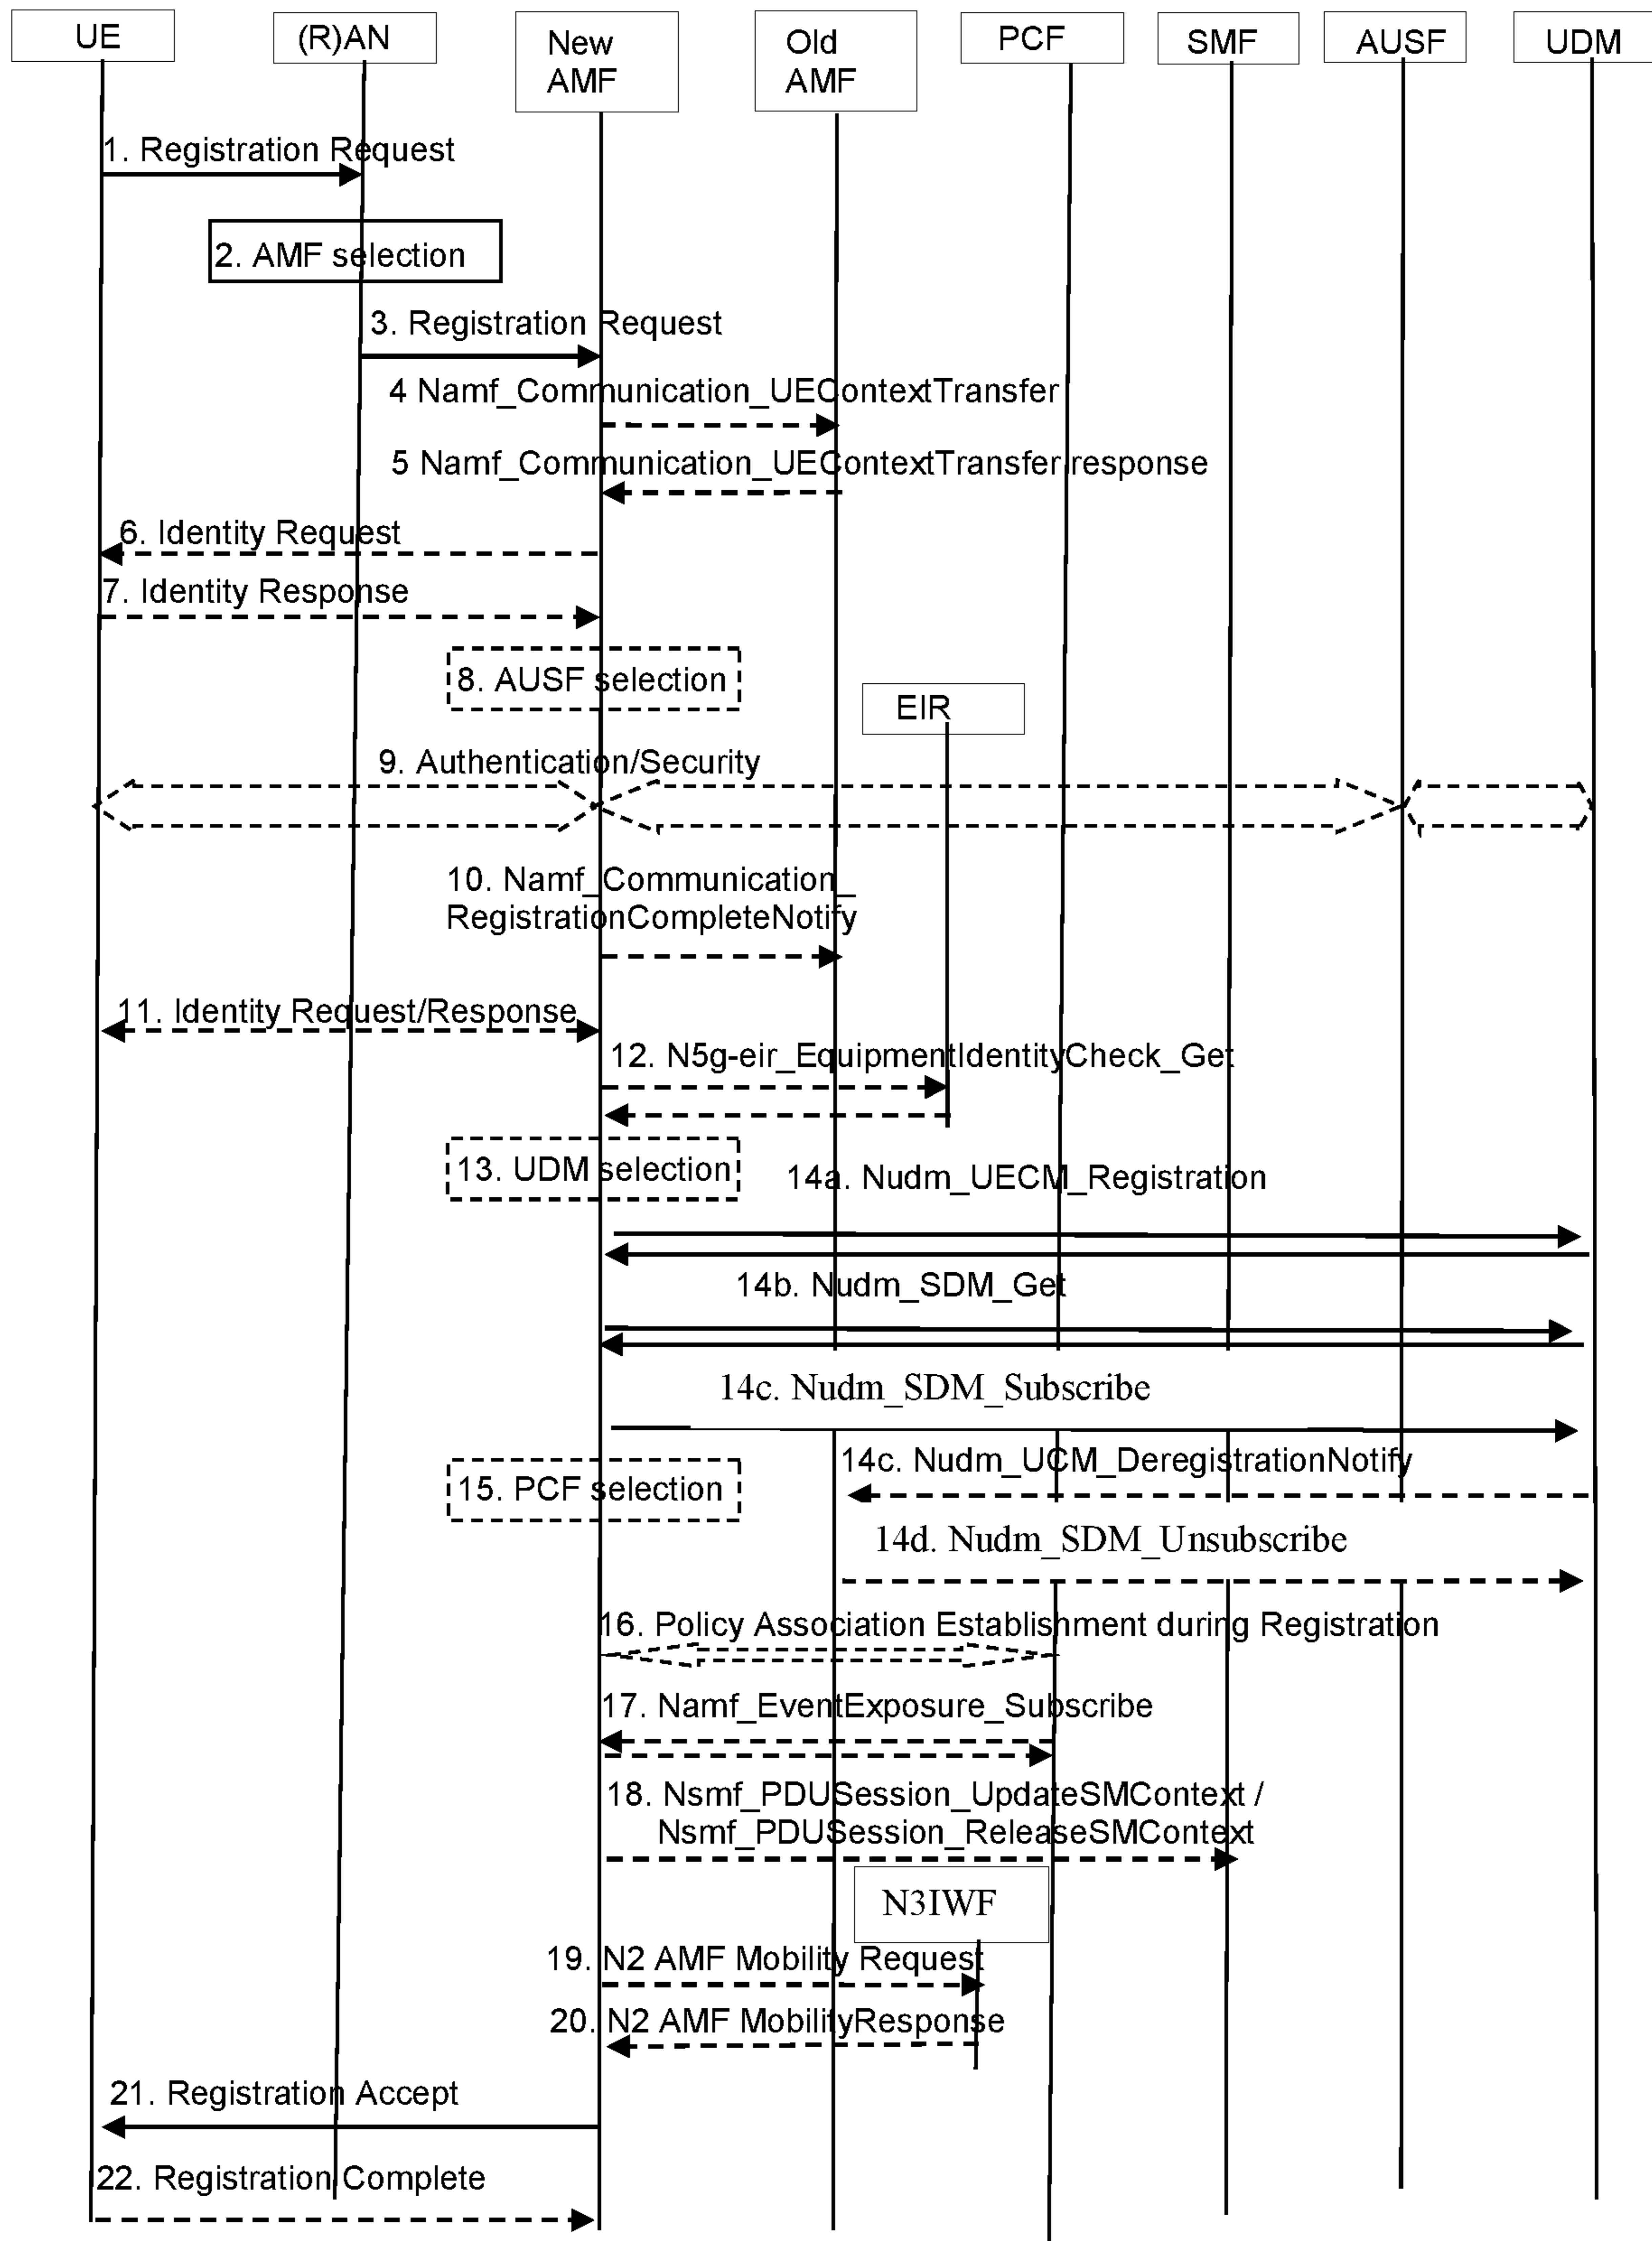 UE
(R)AN
New
AMF
Old
AMF
PCF
SMF
AUSF
UDM
1. Registration Request
2. AMF selection
3. Registration Request
4 Namf_Communication_UEContextTransfer
5 Namf_Communication_UEContextTransfer response
6. Identity Request
7. Identity Response
8. AUSF selection
EIR
9. Authentication/Security
10. Namf_Communication_
RegistrationCompleteNotify
11. Identity Request/Response
12. N5g-eir_EquipmentIdentityCheck_Get
13. UDM selection
14a. Nudm_UECM_Registration
14b. Nudm_SDM_Get
14c. Nudm_SDM_Subscribe
14c. Nudm_UCM_DeregistrationNotify
15. PCF selection
14d. Nudm_SDM_Unsubscribe
16. Policy Association Establishment during Registration
17. Namf_EventExposure_Subscribe
18. Nsmf_PDUSession_UpdateSMContext /
Nsmf_PDUSession_ReleaseSMContext
N3IWF
19. N2 AMF Mobility Request
20. N2 AMF MobilityResponse
21. Registration Accept
22. Registration Complete